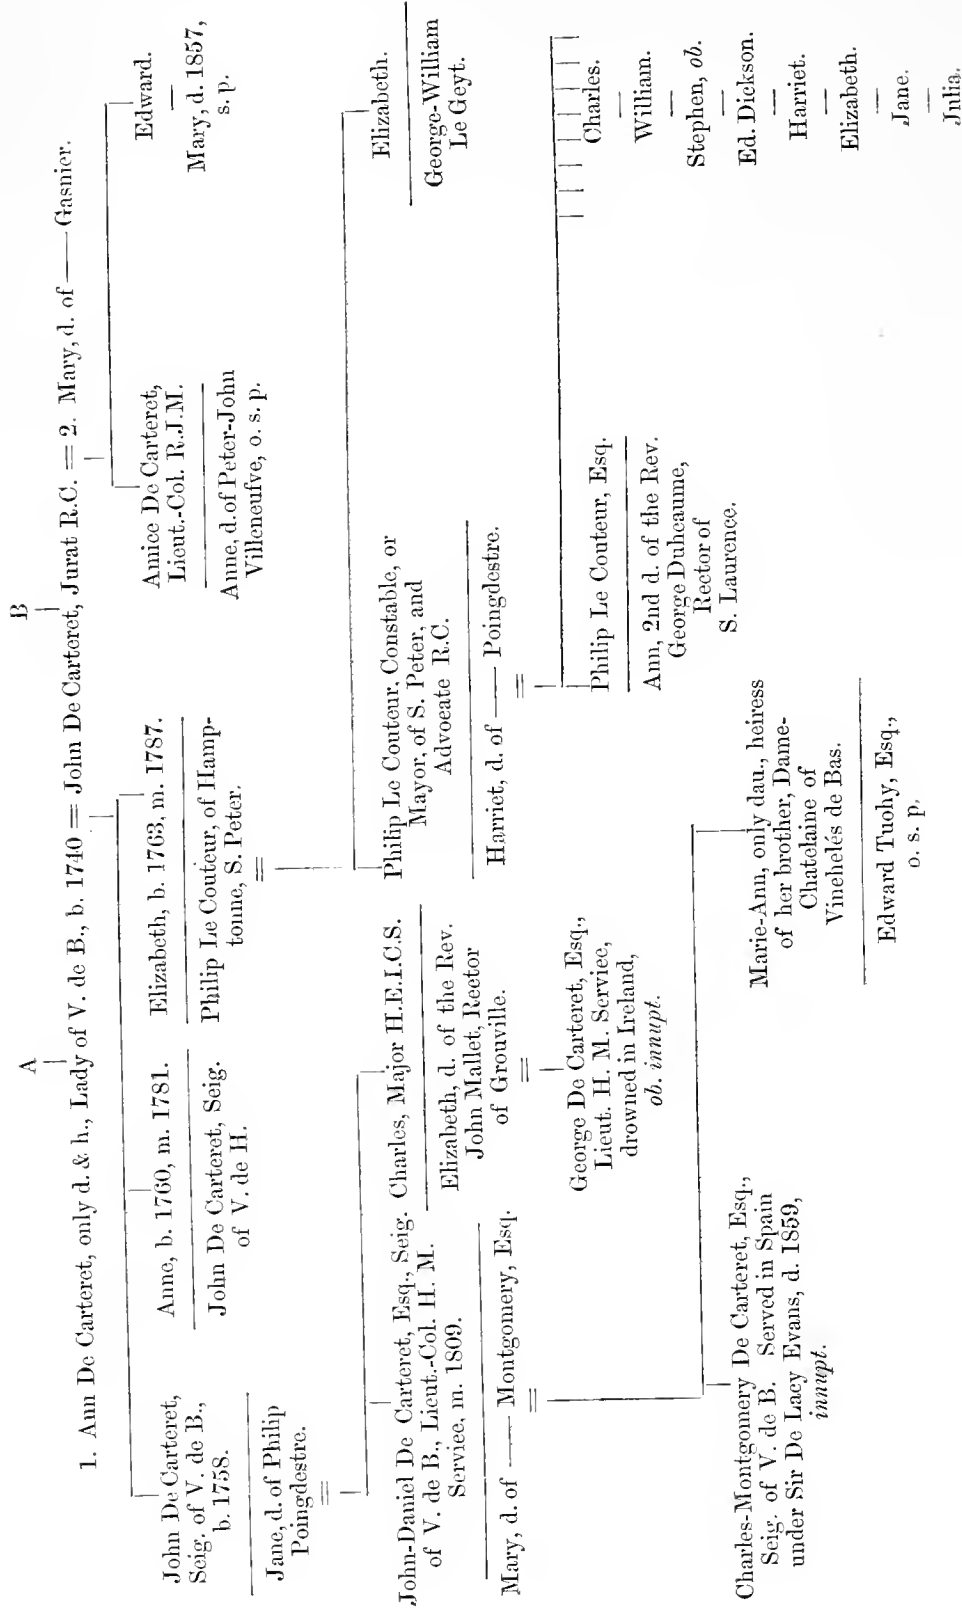 A
B
1. Ann De Carteret, only d. & h., Lady of V. de B., b. 1740 = John De Carteret, Jurat R.C. = 2. Mary, d. of —— Gasnier.
John De Carteret,
Seig. of V. de B.,
b. 1758.
Jane, d. of Philip
Poingdestre.
Anne, b. 1760, m. 1781.
John De Carteret, Seig.
of V. de H.
Elizabeth, b. 1763, m. 1787.
Philip Le Couteur, of Hamp-
tonne, S. Peter.
Amice De Carteret,
Lieut.-Col. R.J.M.
Anne, d. of Peter-John
Villeneufve, o. s. p.
Edward.
Mary, d. 1857,
s. p.
John-Daniel De Carteret, Esq., Seig.
of V. de B., Lieut.-Col. H. M.
Service, m. 1809.
Mary, d. of —— Montgomery, Esq.
Charles, Major H.E.I.C.S.
Elizabeth, d. of the Rev.
John Mallet, Rector
of Grouville.
Philip Le Couteur, Constable, or
Mayor, of S. Peter, and
Advocate R.C.
Harriet, d. of —— Poingdestre.
Elizabeth.
George-William
Le Geyt.
George De Carteret, Esq.,
Lieut. H. M. Service,
drowned in Ireland,
ob. innupt.
Philip Le Couteur, Esq.
Ann, 2nd d. of the Rev.
George Duheaume,
Rector of
S. Laurence.
Charles.
William.
Stephen, ob.
Ed. Dickson.
Harriet.
Elizabeth.
Jane.
Julia.
Charles-Montgomery De Carteret, Esq.,
Seig. of V. de B. Served in Spain
under Sir De Lacy Evans, d. 1859,
innupt.
Marie-Ann, only dau., heiress
of her brother, Dame-
Chatelaine of
Vinchelés de Bas.
Edward Tuohy, Esq.,
o. s. p.